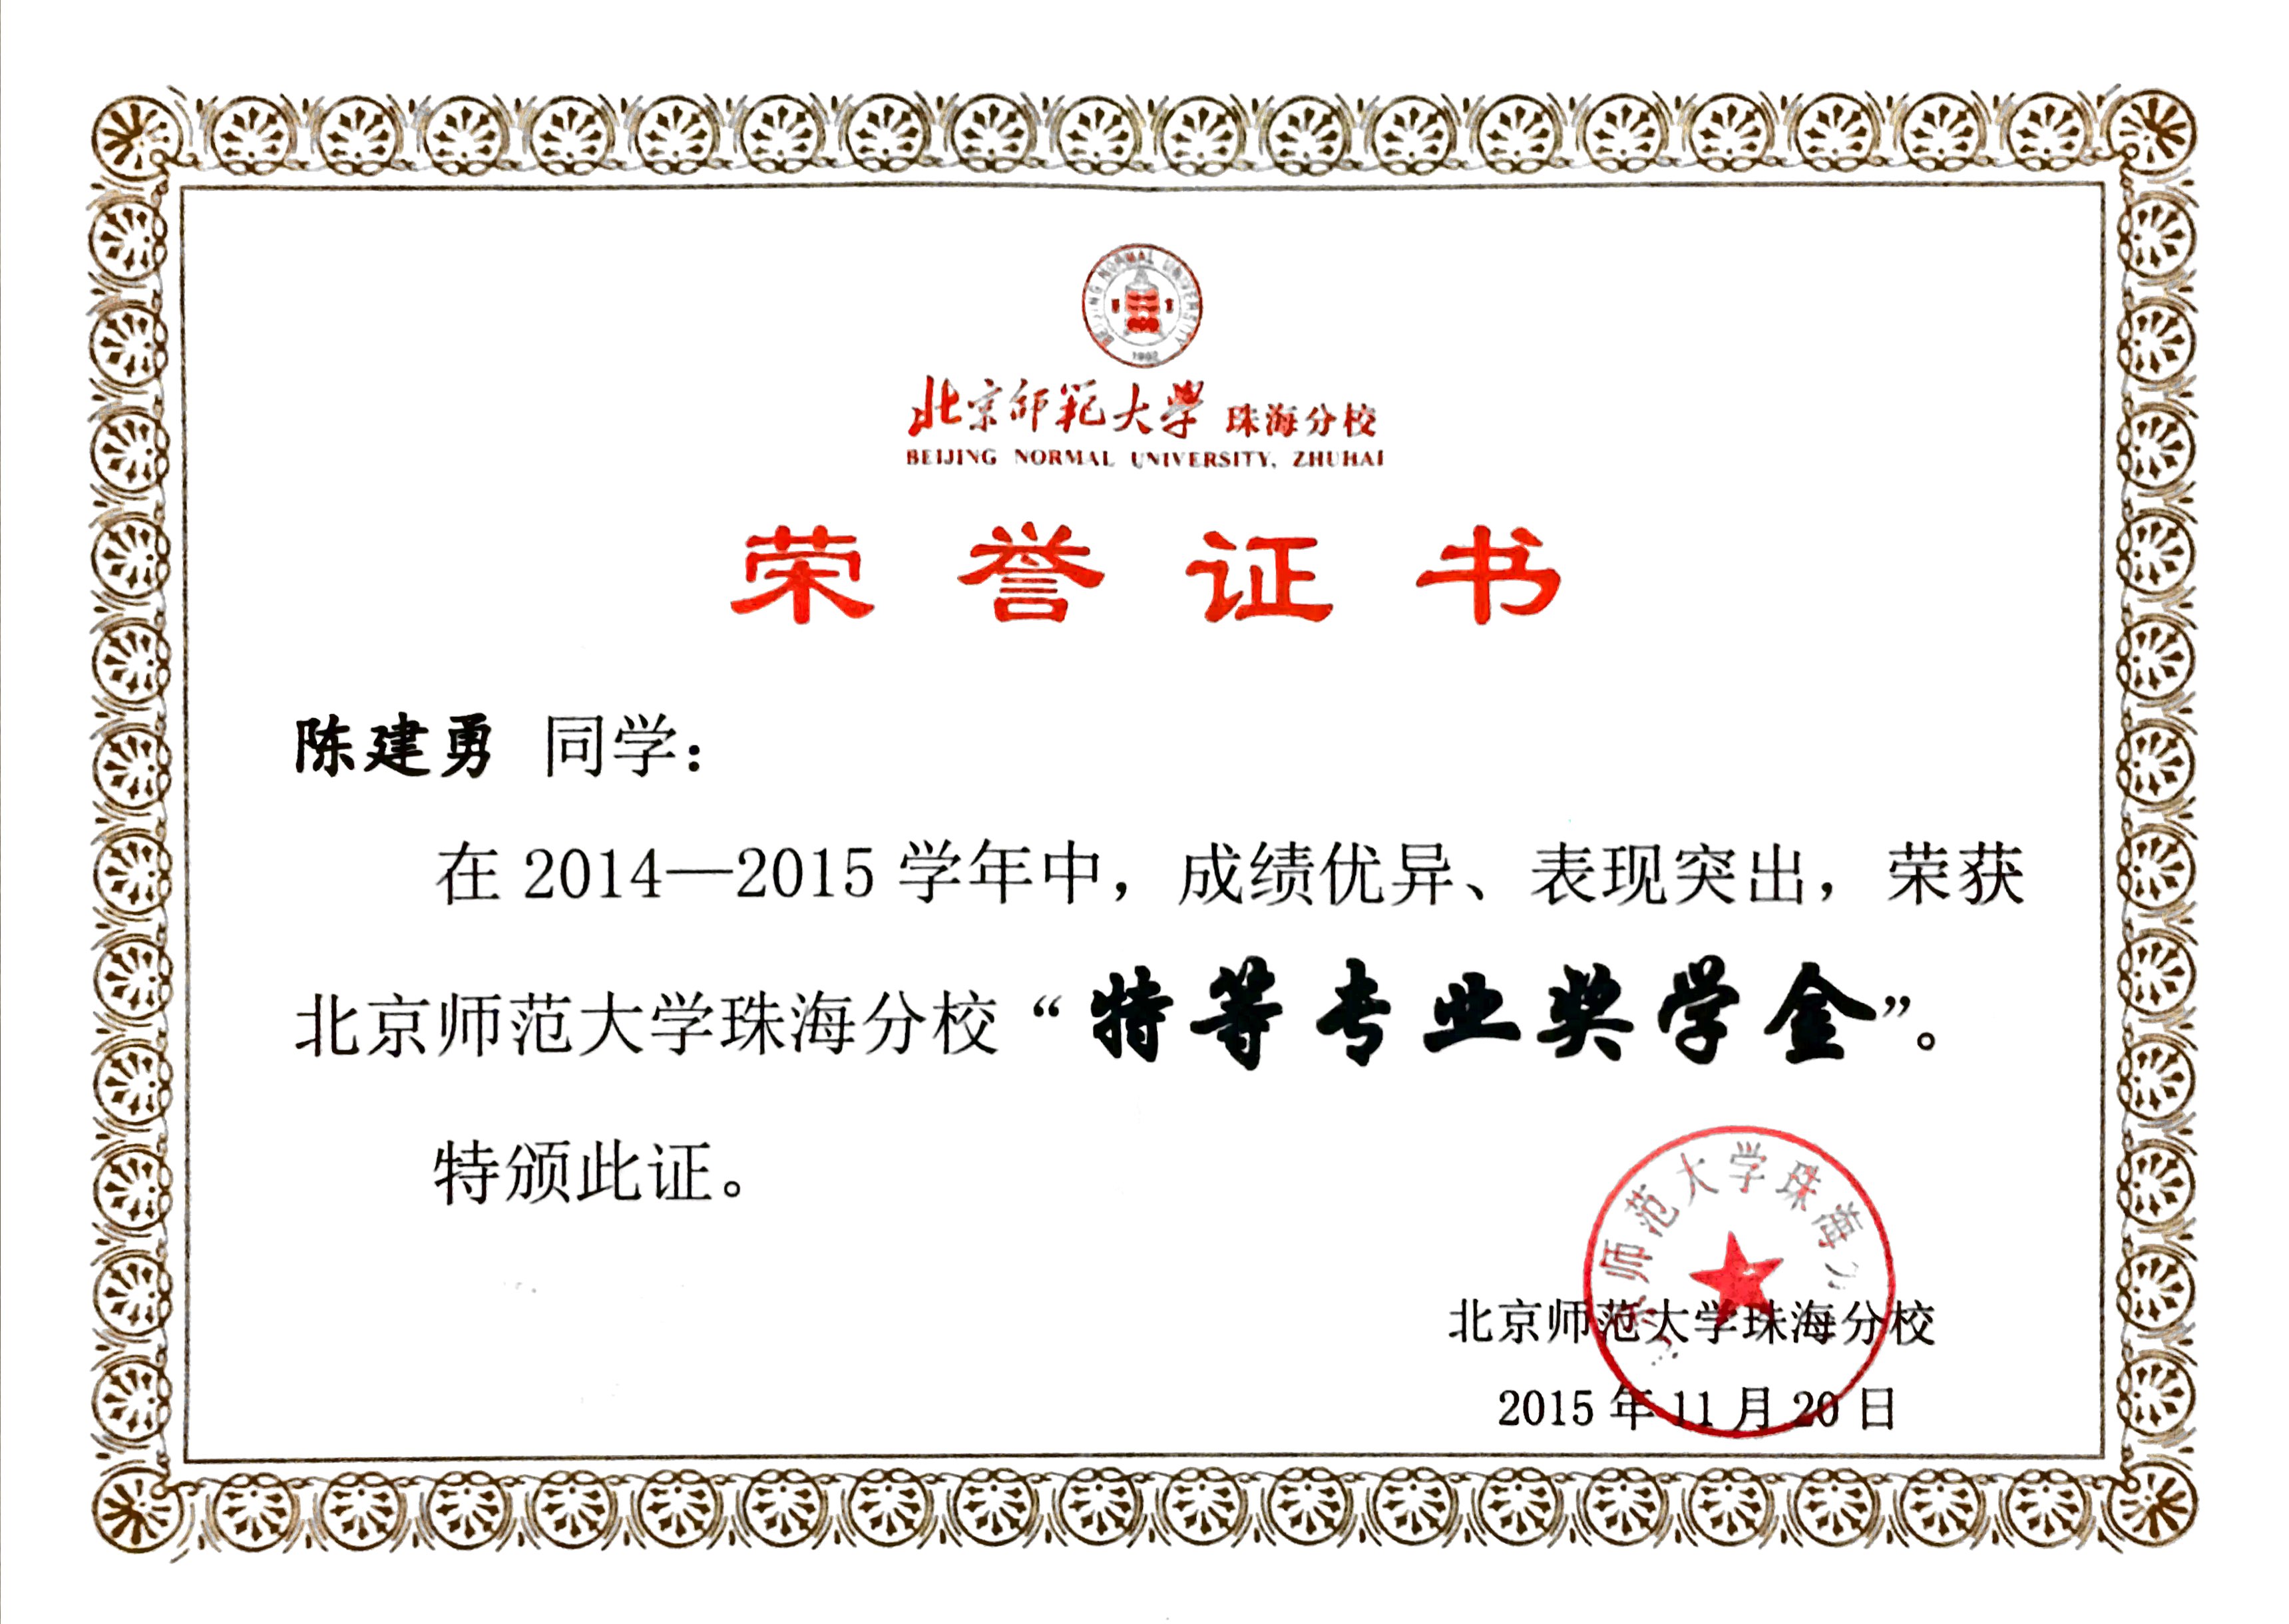 BEIJING NORMAL UNIVERSITY
1902
北京师范大学 珠海分校
BEIJING NORMAL UNIVERSITY, ZHUHAI
荣誉证书
陈建勇 同学：
在 2014—2015 学年中，成绩优异、表现突出，荣获
北京师范大学珠海分校“特等专业奖学金”。
特颁此证。
师范大学珠海分
北京师范大学珠海分校
2015 年 11 月 20 日